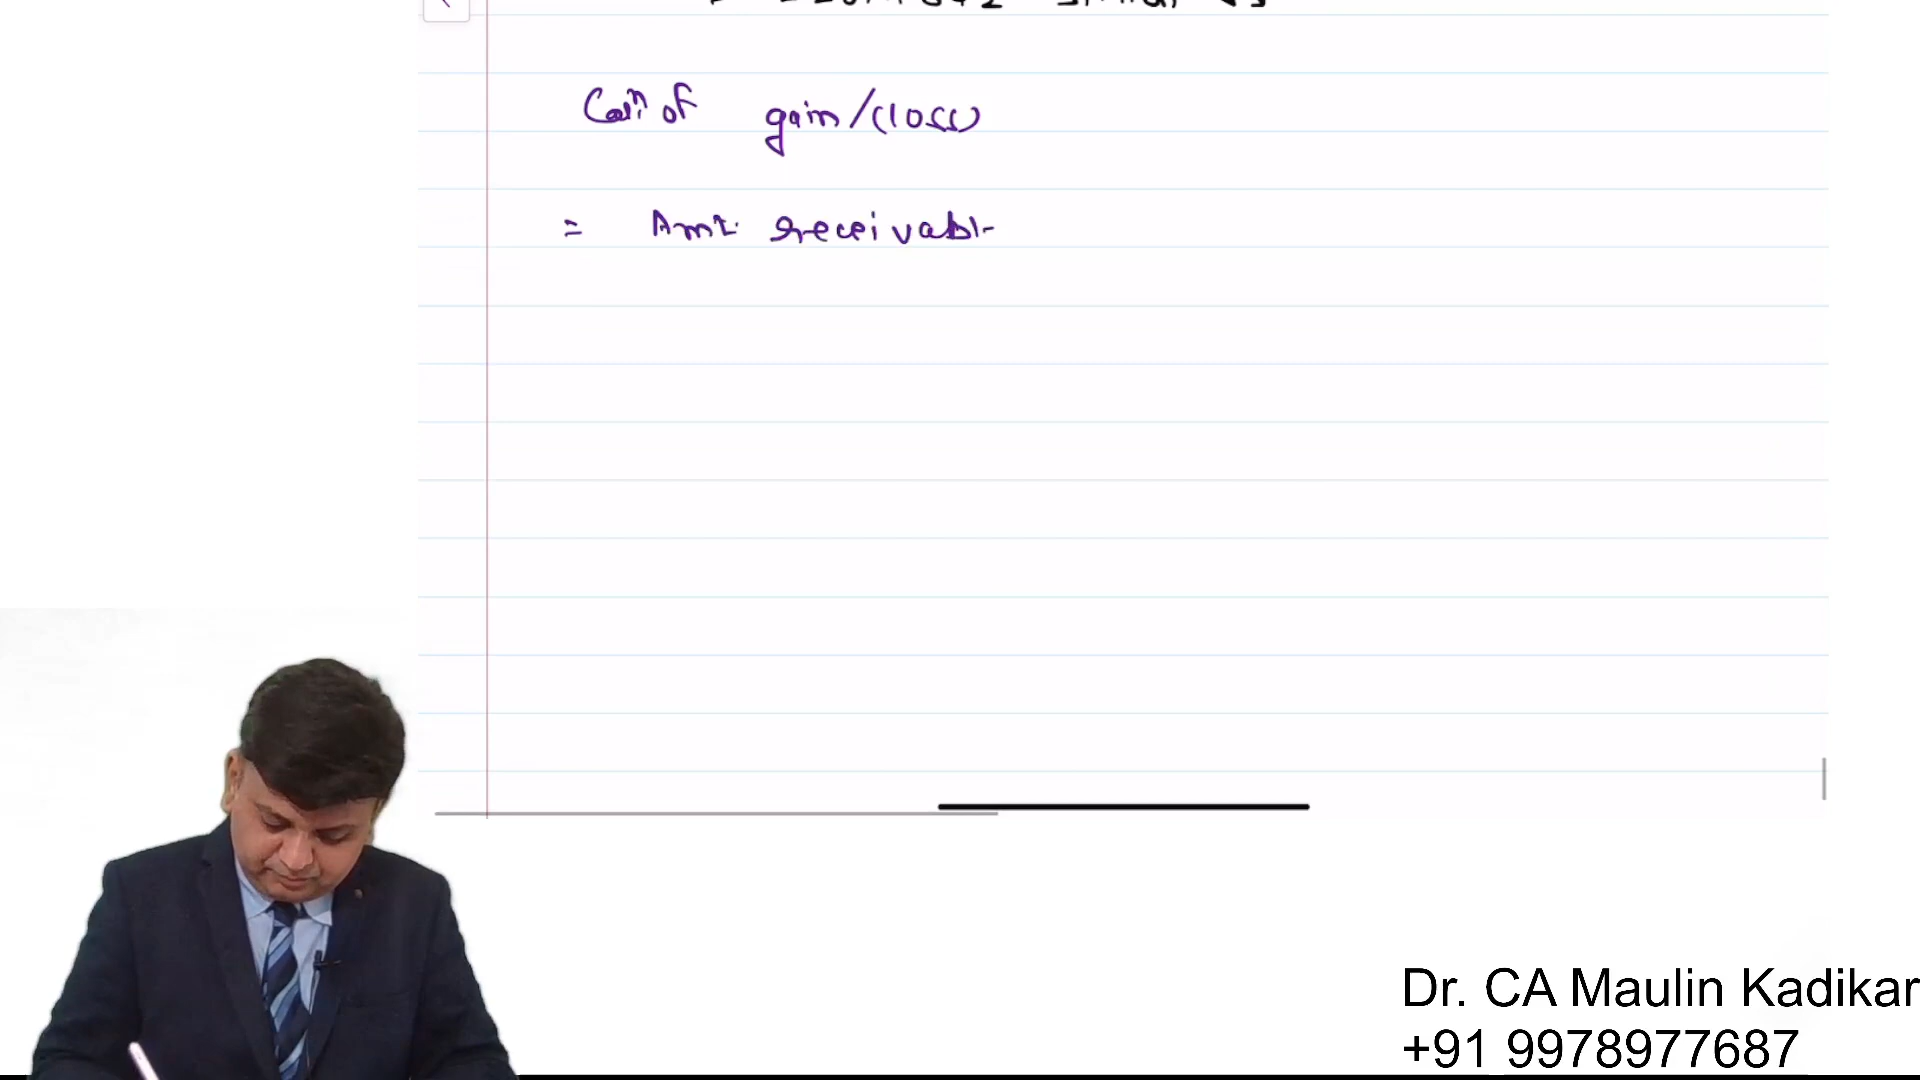 Calⁿ of gain/(loss)
= Amt. receivabl
Dr. CA Maulin Kadikar
+91 9978977687